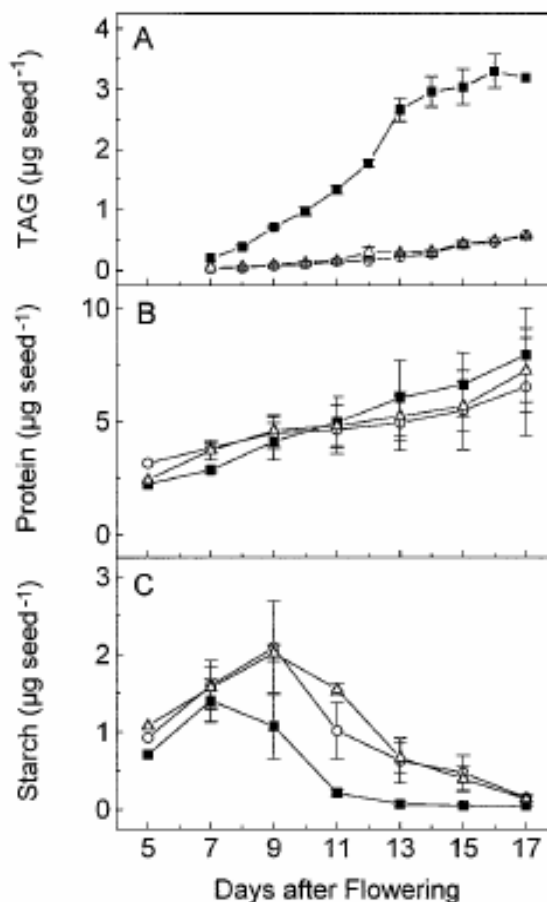 A
TAG (µg seed⁻¹)
4
3
2
1
0
B
Protein (µg seed⁻¹)
10
5
0
C
Starch (µg seed⁻¹)
3
2
1
0
5 7 9 11 13 15 17
Days after Flowering